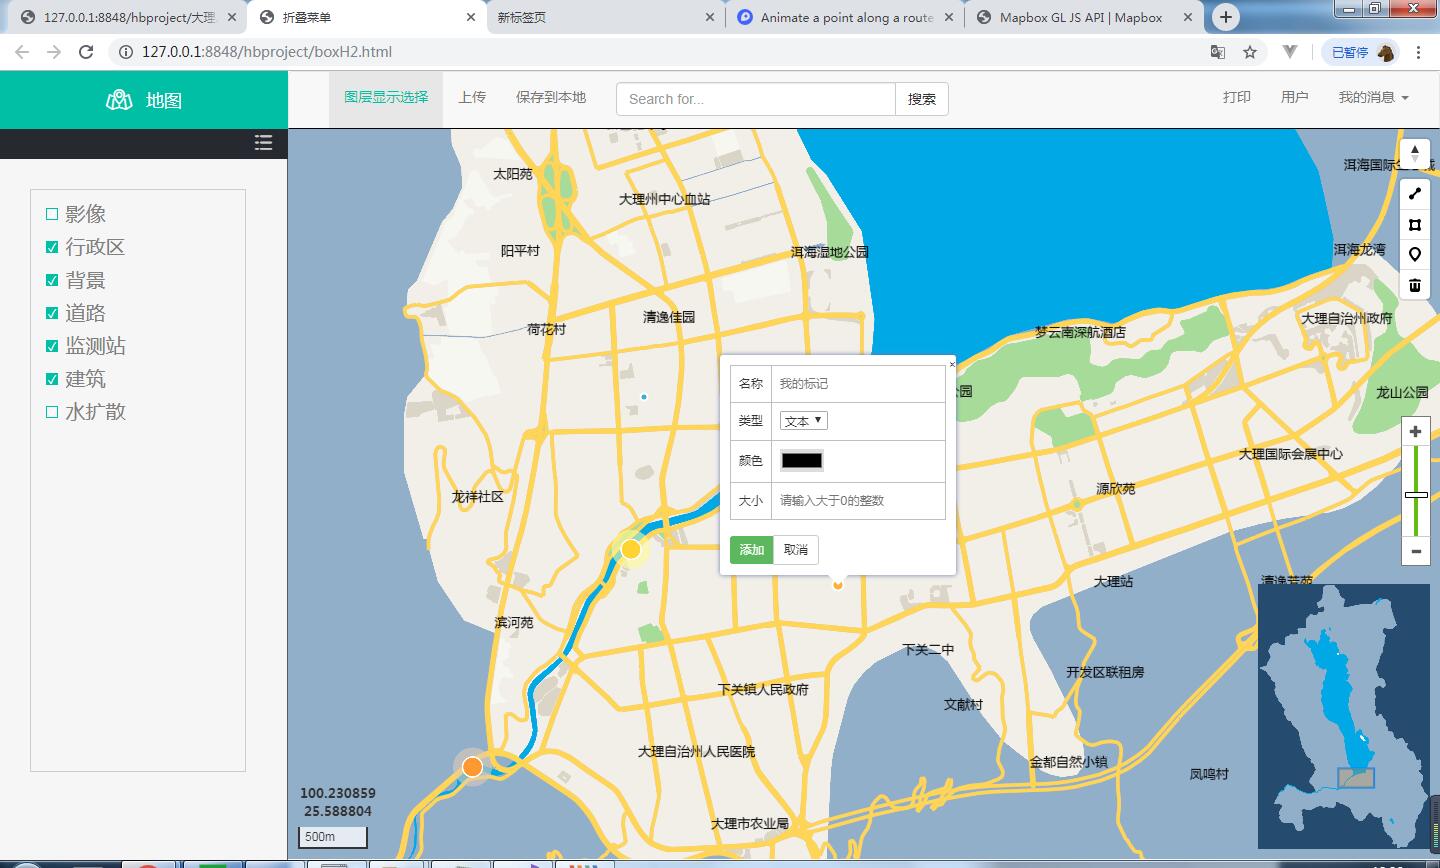 127.0.0.1:8848/hbproject/大理
折叠菜单
新标签页
Animate a point along a route
Mapbox GL JS API | Mapbox
127.0.0.1:8848/hbproject/boxH2.html
已暂停
地图
图层显示选择
上传
保存到本地
Search for...
搜索
打印
用户
我的消息
影像
行政区
背景
道路
监测站
建筑
水扩散
太阳苑
大理州中心血站
阳平村
洱海湿地公园
洱海国际生
城
洱海龙湾
荷花村
清逸佳园
梦云南深航酒店
大理自治州政府
名称
我的标记
公园
龙山公园
类型
文本
颜色
大理国际会展中心
大小
请输入大于0的整数
龙祥社区
源欣苑
添加
取消
大理站
清逸芳苑
滨河苑
下关二中
开发区联租房
下关镇人民政府
文献村
大理自治州人民医院
金都自然小镇
凤鸣村
100.230859
25.588804
大理市农业局
500m